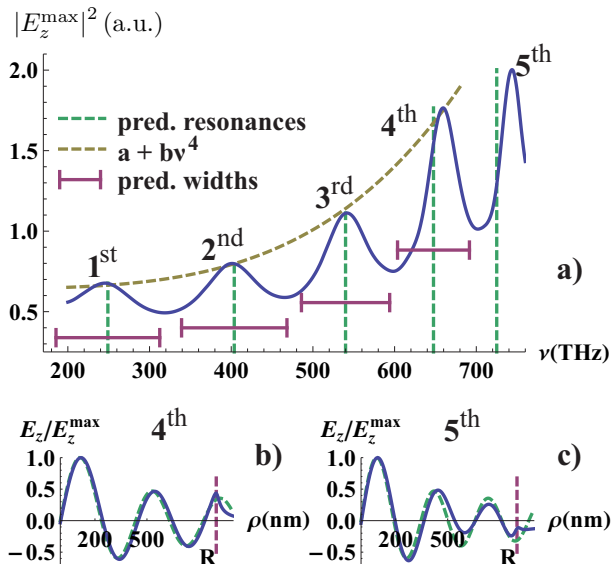 |E_z^max|² (a.u.)
2.0
1.5
1.0
0.5
pred. resonances
a + bν⁴
pred. widths
1st
2nd
3rd
4th
5th
a)
200 300 400 500 600 700
ν(THz)
E_z/E_z^max
4th
b)
1.0
0.5
0.0
−0.5
200 500
R
ρ(nm)
E_z/E_z^max
5th
c)
1.0
0.5
0.0
−0.5
200 500
R
ρ(nm)